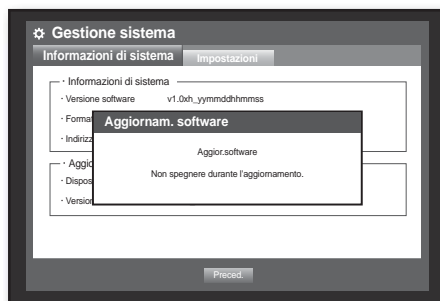 Gestione sistema
Informazioni di sistema
Impostazioni
· Informazioni di sistema
· Versione software v1.0xh_yymmddhhmmss
Aggiornam. software
Aggior.software
Non spegnere durante l'aggiornamento.
Preced.